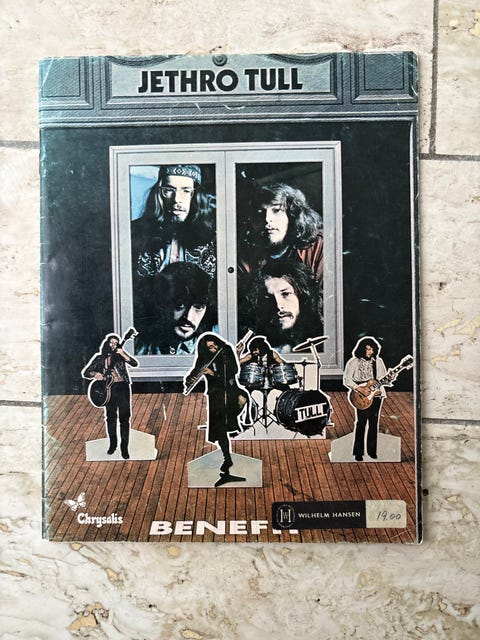 JETHRO TULL
TULL
Chrysalis
BENEFIT
WILHELM HANSEN
19.00